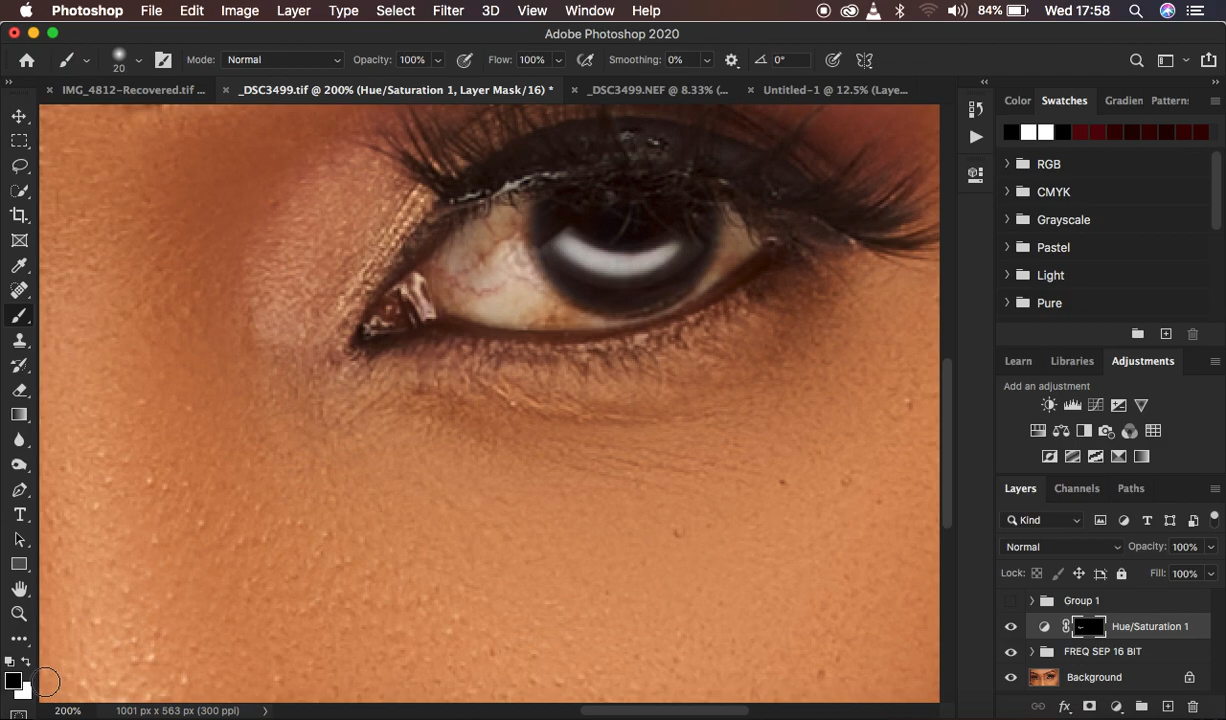 Photoshop File Edit Image Layer Type Select Filter 3D View Window Help 84% Wed 17:58
Adobe Photoshop 2020
20 Mode: Normal Opacity: 100% Flow: 100% Smoothing: 0% 0°
IMG_4812-Recovered.tif ... _DSC3499.tif @ 200% (Hue/Saturation 1, Layer Mask/16) * _DSC3499.NEF @ 8.33% (... Untitled-1 @ 12.5% (Laye...
Color Swatches Gradien Pattern:
RGB
CMYK
Grayscale
Pastel
Light
Pure
Learn Libraries Adjustments
Add an adjustment
Layers Channels Paths
Kind
Normal Opacity: 100%
Lock: Fill: 100%
Group 1
Hue/Saturation 1
FREQ SEP 16 BIT
Background
200% 1001 px x 563 px (300 ppi)